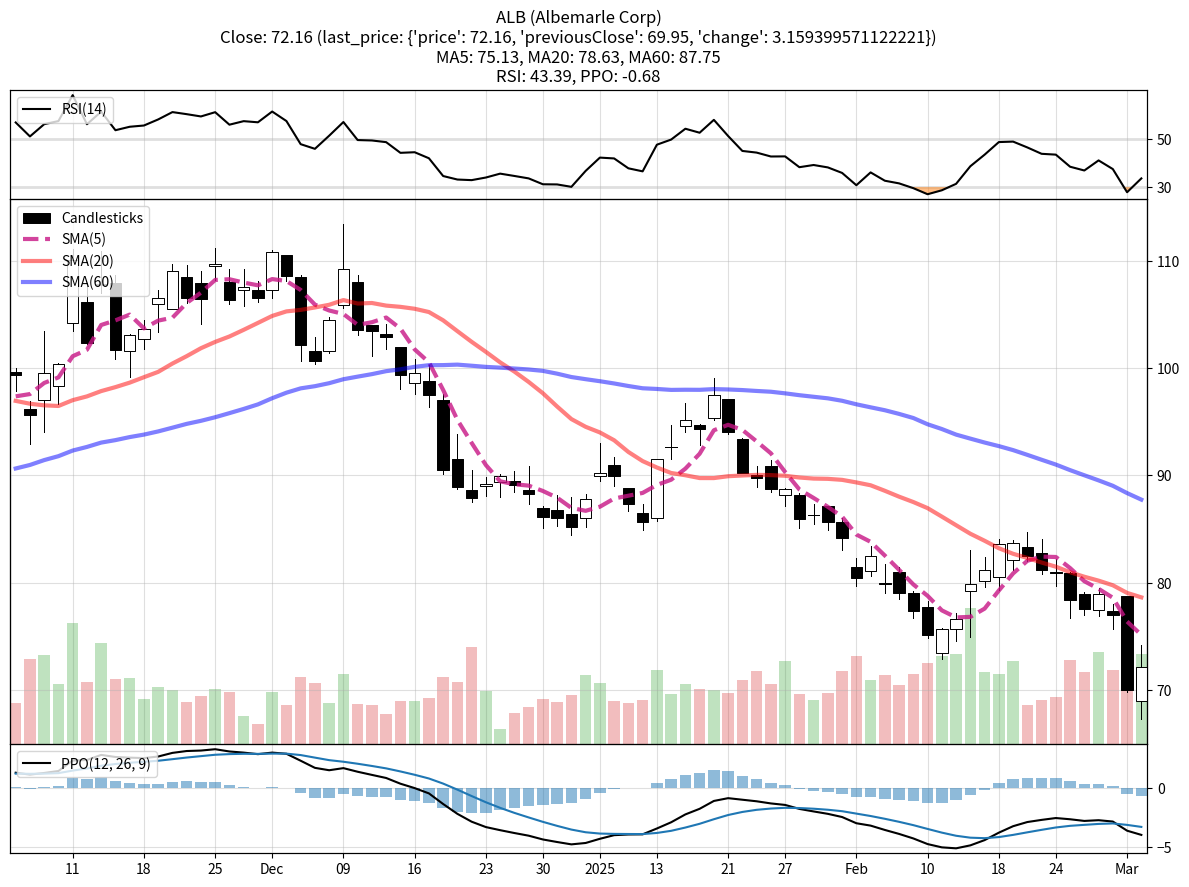 ALB (Albemarle Corp)
Close: 72.16 (last_price: {'price': 72.16, 'previousClose': 69.95, 'change': 3.159399571122221})
MA5: 75.13, MA20: 78.63, MA60: 87.75
RSI: 43.39, PPO: -0.68
RSI(14)
50
30
Candlesticks
SMA(5)
SMA(20)
SMA(60)
110
100
90
80
70
PPO(12, 26, 9)
0
−5
11 18 25 Dec 09 16 23 30 2025 13 21 27 Feb 10 18 24 Mar